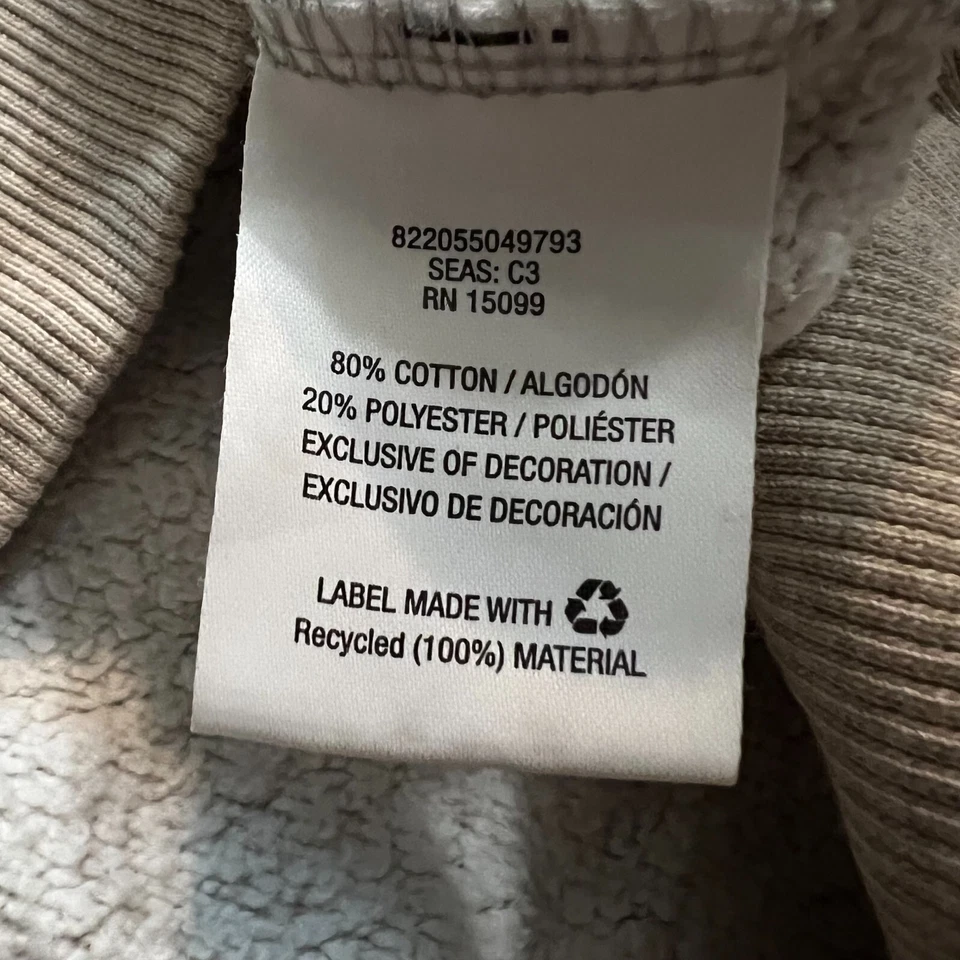 822055049793
SEAS: C3
RN 15099
80% COTTON / ALGODÓN
20% POLYESTER / POLIÉSTER
EXCLUSIVE OF DECORATION /
EXCLUSIVO DE DECORACIÓN
LABEL MADE WITH
Recycled (100%) MATERIAL